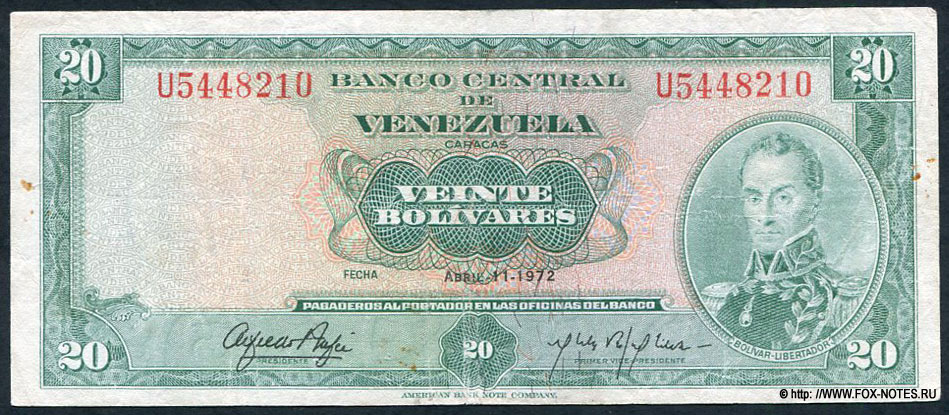 20 20
U5448210 BANCO CENTRAL U5448210
DE
VENEZUELA
CARACAS
VEINTE
BOLIVARES
FECHA ABRIL-11-1972
PAGADEROS AL PORTADOR EN LAS OFICINAS DEL BANCO
BOLIVAR-LIBERTADOR
20 PRESIDENTE 20 PRIMER VICE-PRESIDENTE 20
AMERICAN BANK NOTE COMPANY.
© http://WWW.FOX-NOTES.RU